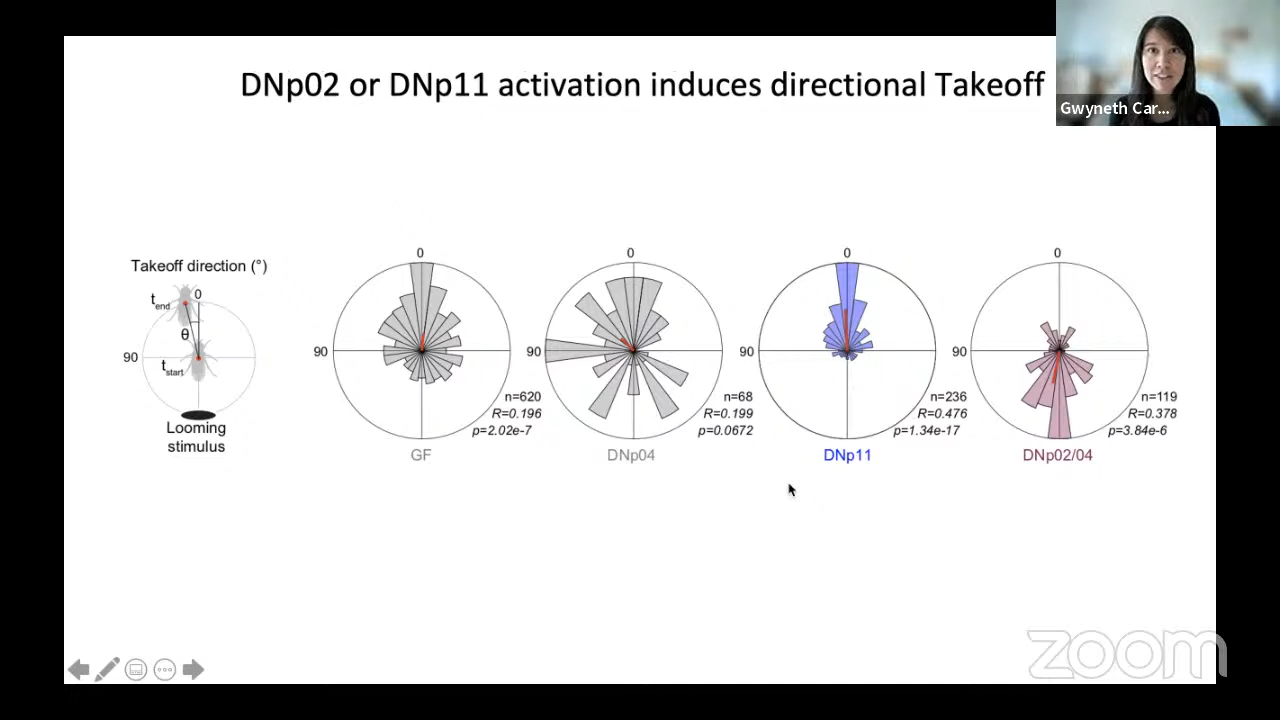 DNp02 or DNp11 activation induces directional Takeoff
Gwyneth Car...
Takeoff direction (°)
tend
0
θ
90
tstart
Looming
stimulus
0
90
n=620
R=0.196
p=2.02e-7
GF
0
90
n=68
R=0.199
p=0.0672
DNp04
0
90
n=236
R=0.476
p=1.34e-17
DNp11
0
90
n=119
R=0.378
p=3.84e-6
DNp02/04
zoom